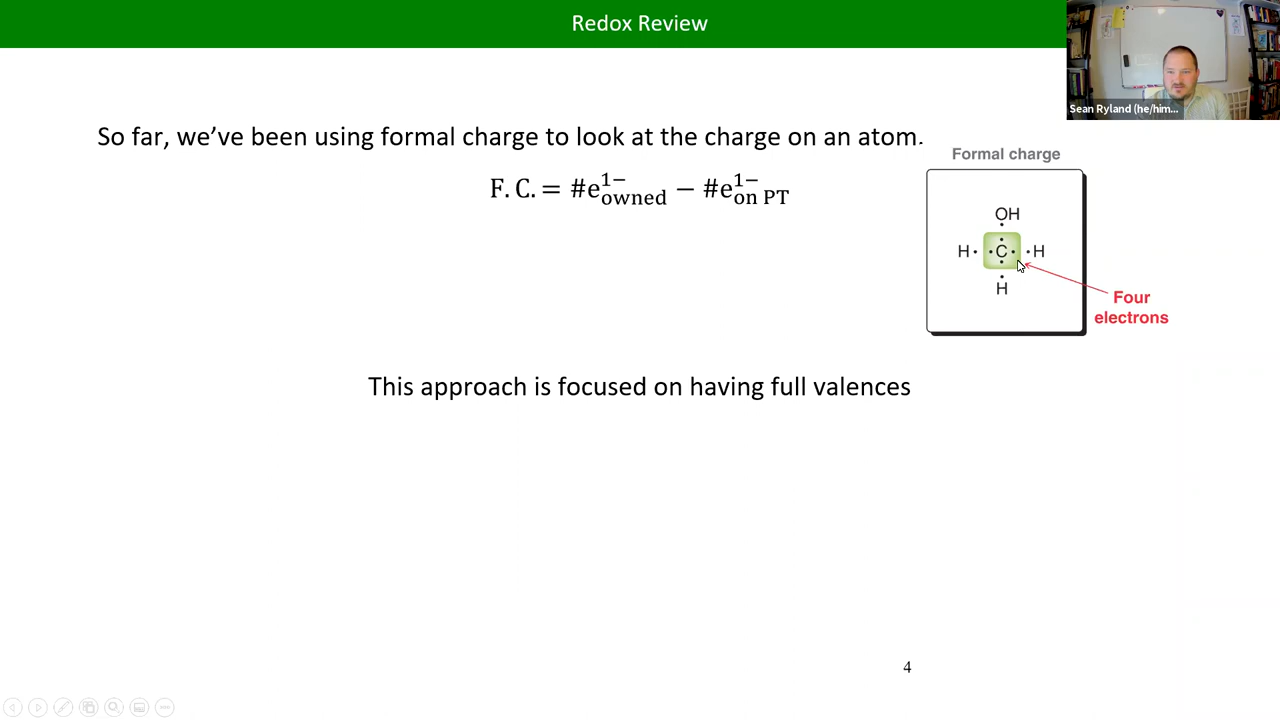 Redox Review
Sean Ryland (he/him...
So far, we've been using formal charge to look at the charge on an atom.
Formal charge
F. C. = #e^{1−}_{owned} − #e^{1−}_{on PT}
OH
H· ·C· ·H
H
Four
electrons
This approach is focused on having full valences
4